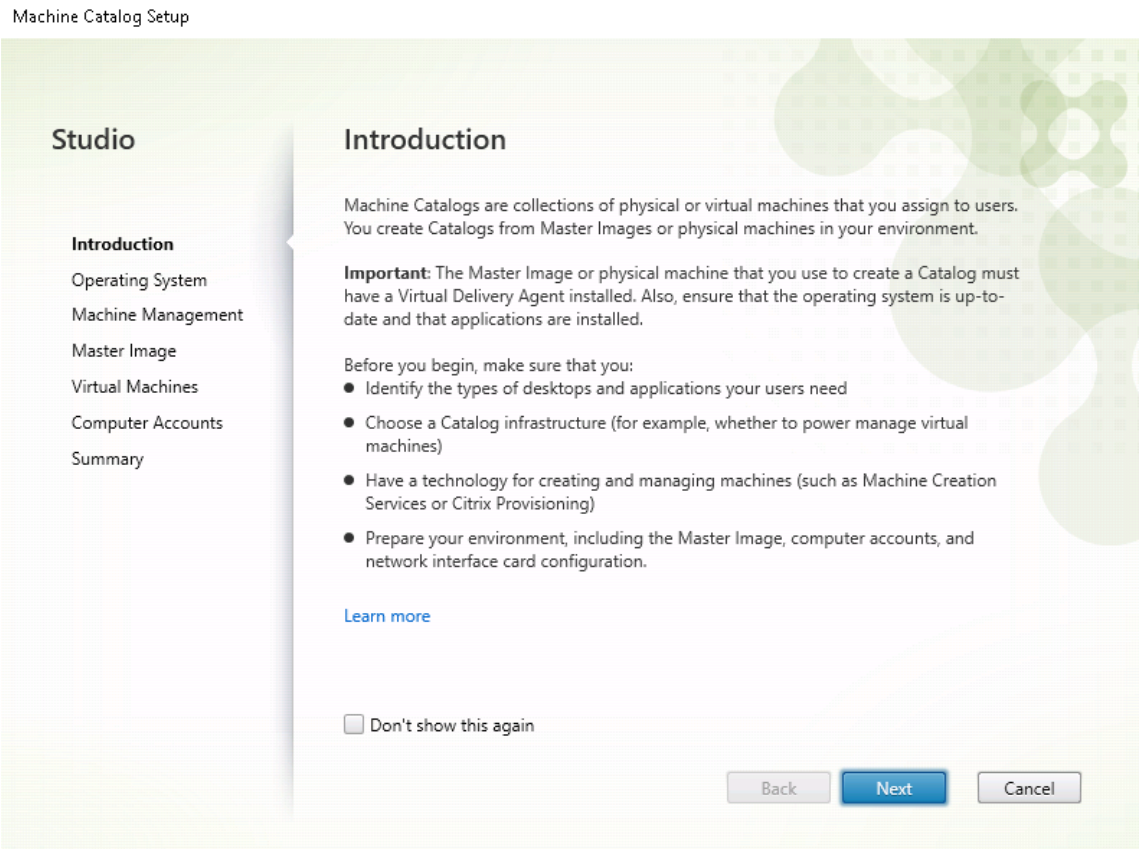 Machine Catalog Setup
Studio
Introduction
Operating System
Machine Management
Master Image
Virtual Machines
Computer Accounts
Summary
Introduction
Machine Catalogs are collections of physical or virtual machines that you assign to users.
You create Catalogs from Master Images or physical machines in your environment.
Important: The Master Image or physical machine that you use to create a Catalog must
have a Virtual Delivery Agent installed. Also, ensure that the operating system is up-to-
date and that applications are installed.
Before you begin, make sure that you:
● Identify the types of desktops and applications your users need
● Choose a Catalog infrastructure (for example, whether to power manage virtual
machines)
● Have a technology for creating and managing machines (such as Machine Creation
Services or Citrix Provisioning)
● Prepare your environment, including the Master Image, computer accounts, and
network interface card configuration.
Learn more
Don't show this again
Back
Next
Cancel